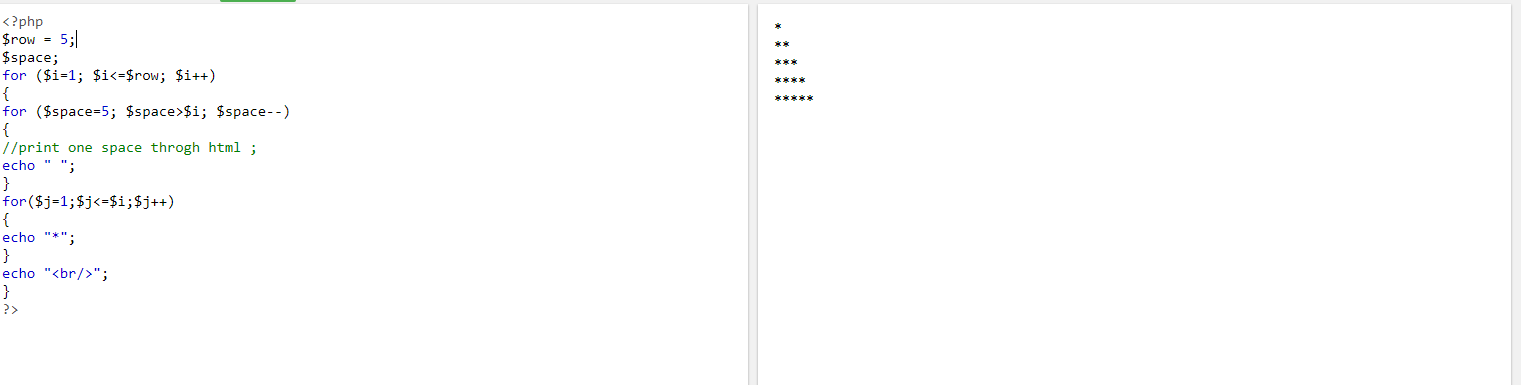 <?php
$row = 5;
$space;
for ($i=1; $i<=$row; $i++)
{
for ($space=5; $space>$i; $space--)
{
//print one space throgh html ;
echo " ";
}
for($j=1;$j<=$i;$j++)
{
echo "*";
}
echo "<br/>";
}
?>
*
**
***
****
*****